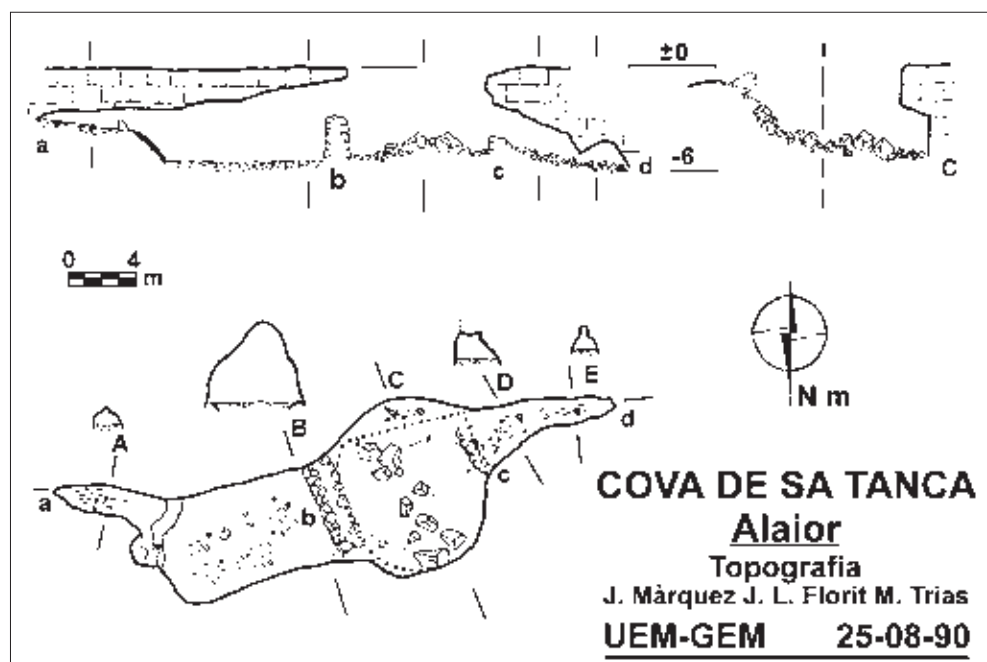 ±0
a
b
c
d
-6
C
0 4
m
A
B
C
D
E
a
b
c
d
N m
COVA DE SA TANCA
Alaior
Topografia
J. Màrquez J. L. Florit M. Trias
UEM-GEM 25-08-90